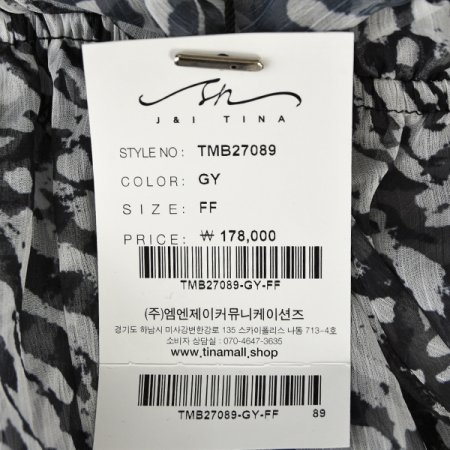 J & I TINA
STYLE NO: TMB27089
COLOR: GY
SIZE: FF
PRICE: ₩ 178,000
TMB27089-GY-FF
(주)엠엔제이커뮤니케이션즈
경기도 하남시 미사강변한강로 135 스카이폴리스 나동 713-4호
소비자 상담실 : 070-4647-3635
www.tinamall.shop
TMB27089-GY-FF 89